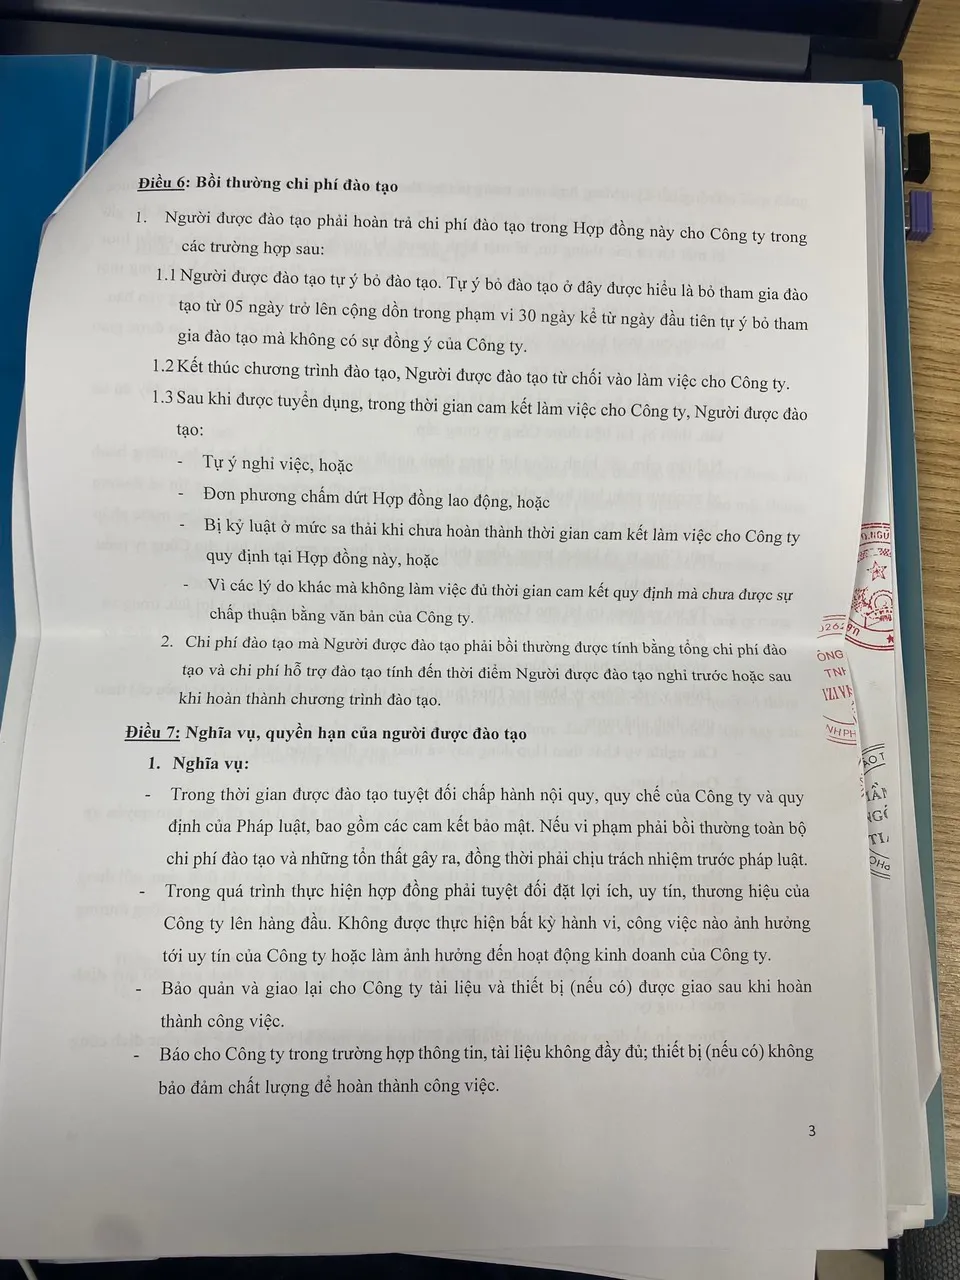 Điều 6: Bồi thường chi phí đào tạo
1. Người được đào tạo phải hoàn trả chi phí đào tạo trong Hợp đồng này cho Công ty trong
các trường hợp sau:
1.1 Người được đào tạo tự ý bỏ đào tạo. Tự ý bỏ đào tạo ở đây được hiểu là bỏ tham gia đào
tạo từ 05 ngày trở lên cộng dồn trong phạm vi 30 ngày kể từ ngày đầu tiên tự ý bỏ tham
gia đào tạo mà không có sự đồng ý của Công ty.
1.2 Kết thúc chương trình đào tạo, Người được đào tạo từ chối vào làm việc cho Công ty.
1.3 Sau khi được tuyển dụng, trong thời gian cam kết làm việc cho Công ty, Người được đào
tạo:
- Tự ý nghỉ việc, hoặc
- Đơn phương chấm dứt Hợp đồng lao động, hoặc
- Bị kỷ luật ở mức sa thải khi chưa hoàn thành thời gian cam kết làm việc cho Công ty
quy định tại Hợp đồng này, hoặc
- Vì các lý do khác mà không làm việc đủ thời gian cam kết quy định mà chưa được sự
chấp thuận bằng văn bản của Công ty.
2. Chi phí đào tạo mà Người được đào tạo phải bồi thường được tính bằng tổng chi phí đào
tạo và chi phí hỗ trợ đào tạo tính đến thời điểm Người được đào tạo nghỉ trước hoặc sau
khi hoàn thành chương trình đào tạo.
Điều 7: Nghĩa vụ, quyền hạn của người được đào tạo
1. Nghĩa vụ:
- Trong thời gian được đào tạo tuyệt đối chấp hành nội quy, quy chế của Công ty và quy
định của Pháp luật, bao gồm các cam kết bảo mật. Nếu vi phạm phải bồi thường toàn bộ
chi phí đào tạo và những tổn thất gây ra, đồng thời phải chịu trách nhiệm trước pháp luật.
- Trong quá trình thực hiện hợp đồng phải tuyệt đối đặt lợi ích, uy tín, thương hiệu của
Công ty lên hàng đầu. Không được thực hiện bất kỳ hành vi, công việc nào ảnh hưởng
tới uy tín của Công ty hoặc làm ảnh hưởng đến hoạt động kinh doanh của Công ty.
- Bảo quản và giao lại cho Công ty tài liệu và thiết bị (nếu có) được giao sau khi hoàn
thành công việc.
- Báo cho Công ty trong trường hợp thông tin, tài liệu không đầy đủ; thiết bị (nếu có) không
bảo đảm chất lượng để hoàn thành công việc.
3